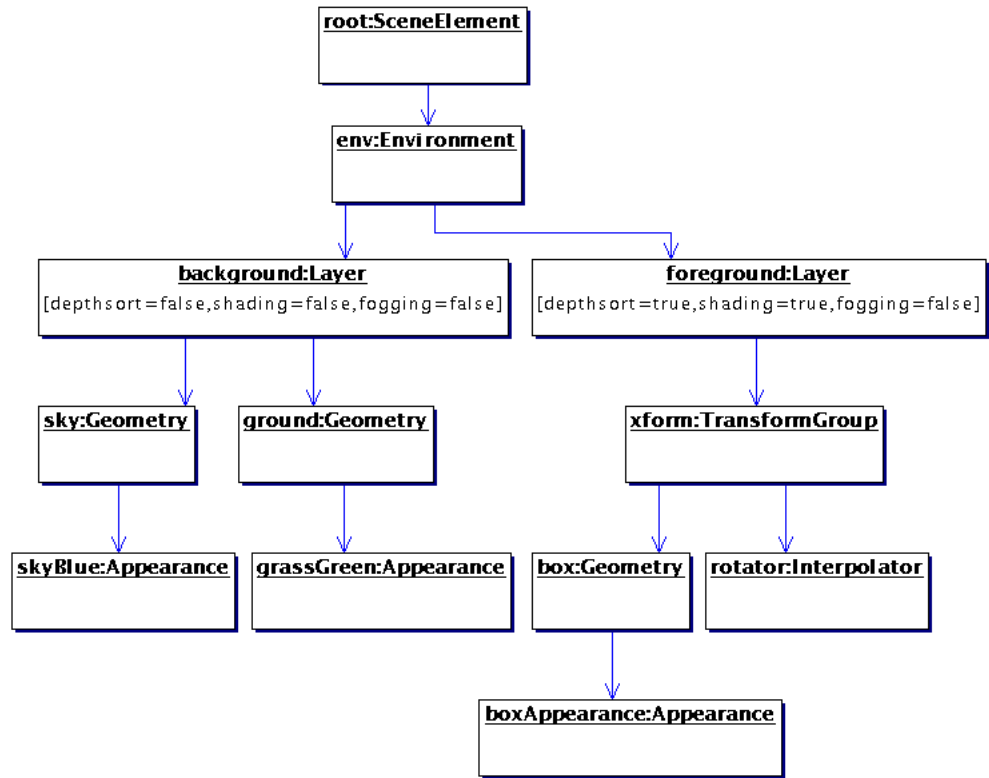 root:SceneElement
env:Environment
background:Layer
[depthsort=false,shading=false,fogging=false]
foreground:Layer
[depthsort=true,shading=true,fogging=false]
sky:Geometry
ground:Geometry
xform:TransformGroup
skyBlue:Appearance
grassGreen:Appearance
box:Geometry
rotator:Interpolator
boxAppearance:Appearance